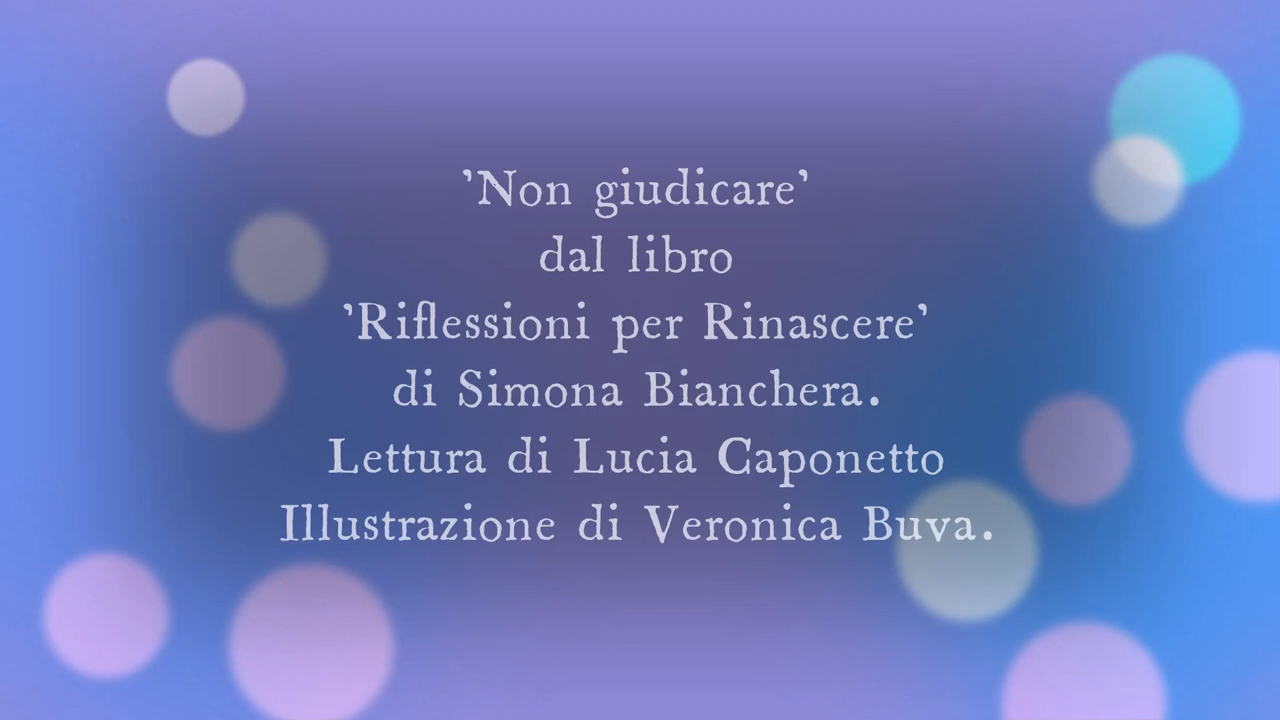 ’Non giudicare’
dal libro
’Riflessioni per Rinascere’
di Simona Bianchera.
Lettura di Lucia Caponetto
Illustrazione di Veronica Buva.